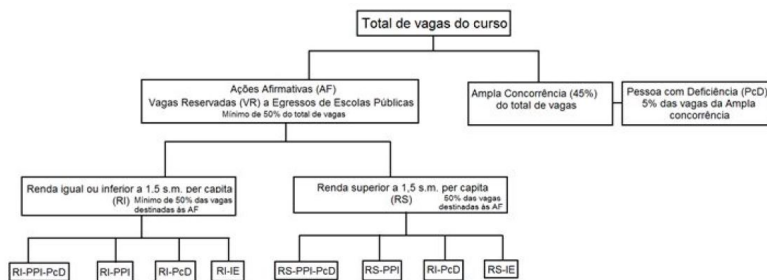 Total de vagas do curso
Ações Afirmativas (AF)
Vagas Reservadas (VR) a Egressos de Escolas Públicas
Mínimo de 50% do total de vagas
Ampla Concorrência (45%)
do total de vagas
Pessoa com Deficiência (PcD)
5% das vagas da Ampla
concorrência
Renda igual ou inferior a 1.5 s.m. per capita
(RI) Mínimo de 50% das vagas
destinadas às AF
Renda superior a 1,5 s.m. per capita
(RS) 50% das vagas
destinadas às AF
RI-PPI-PcD
RI-PPI
RI-PcD
RI-IE
RS-PPI-PcD
RS-PPI
RI-PcD
RS-IE